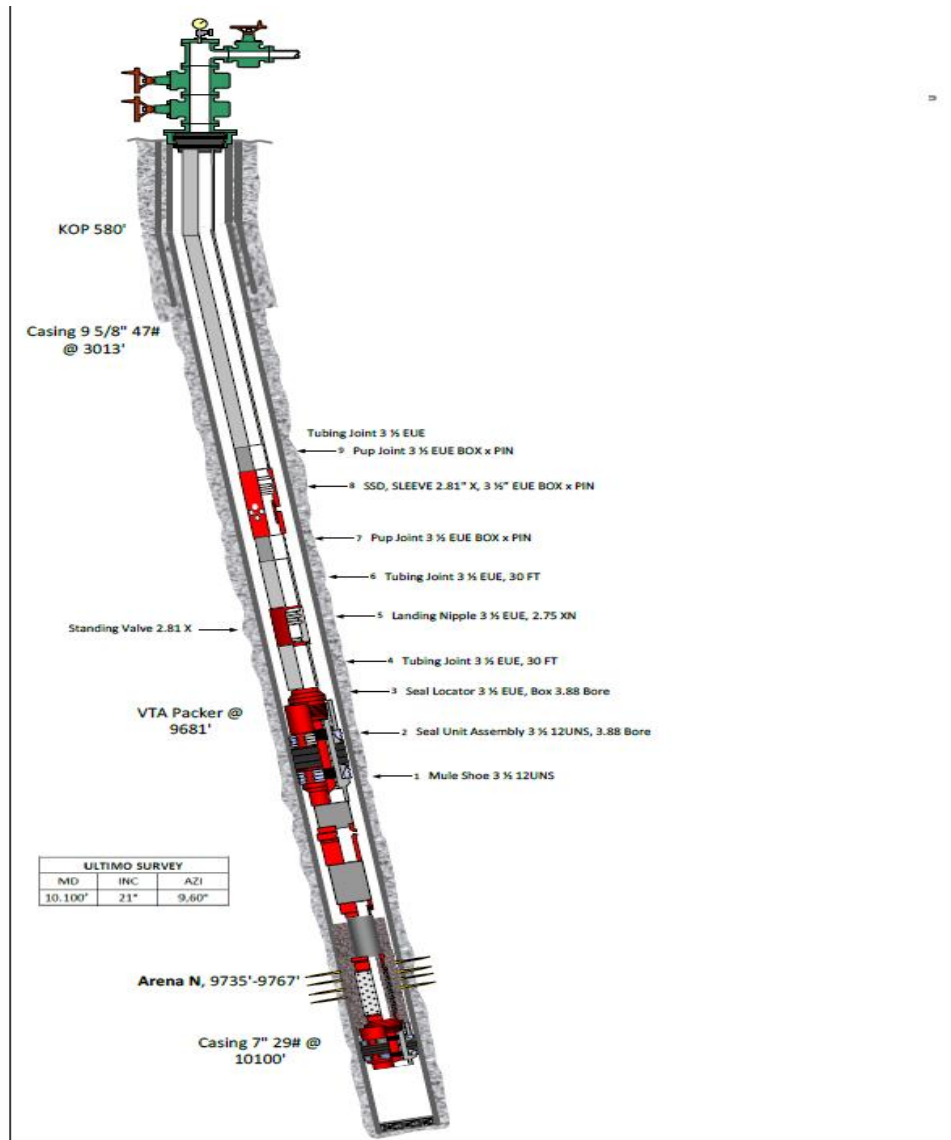 KOP 580'
Casing 9 5/8" 47#
@ 3013'
Tubing Joint 3 ½ EUE
9 Pup Joint 3 ½ EUE BOX x PIN
8 SSD, SLEEVE 2.81" X, 3 ½" EUE BOX x PIN
7 Pup Joint 3 ½ EUE BOX x PIN
6 Tubing Joint 3 ½ EUE, 30 FT
5 Landing Nipple 3 ½ EUE, 2.75 XN
Standing Valve 2.81 X
4 Tubing Joint 3 ½ EUE, 30 FT
3 Seal Locator 3 ½ EUE, Box 3.88 Bore
VTA Packer @
9681'
2 Seal Unit Assembly 3 ½ 12UNS, 3.88 Bore
1 Mule Shoe 3 ½ 12UNS
ULTIMO SURVEY
MD INC AZI
10.100' 21° 9,60°
Arena N, 9735'-9767'
Casing 7" 29# @
10100'